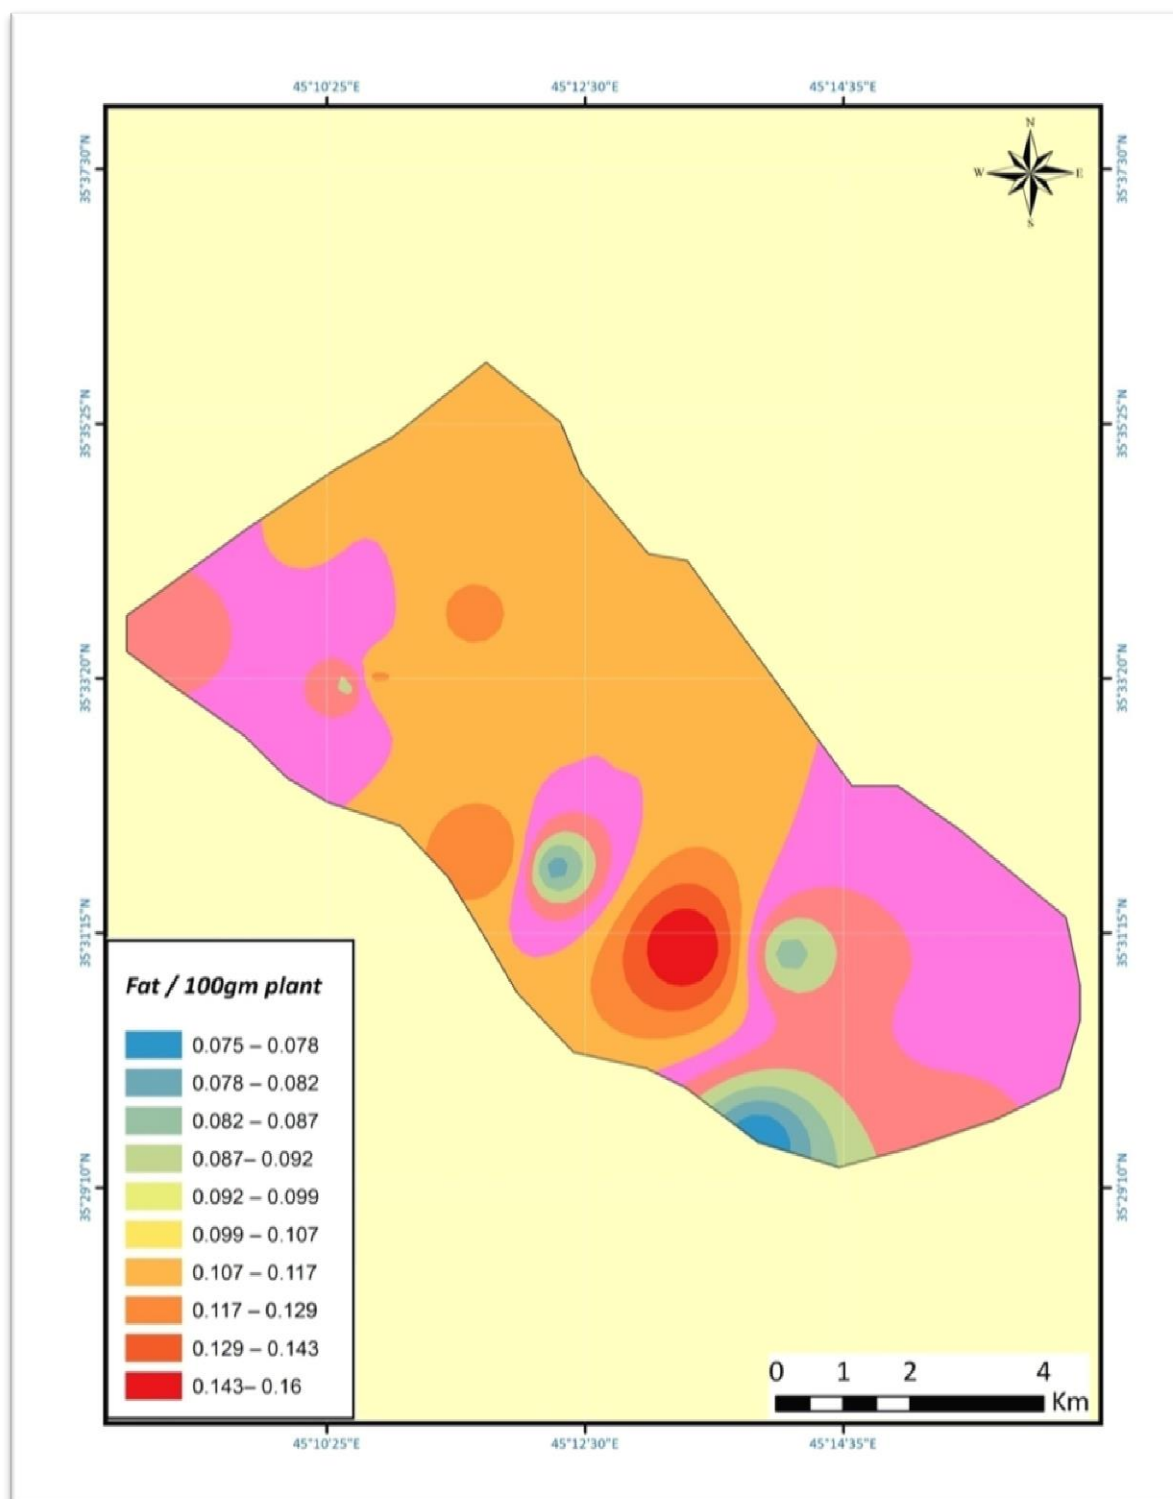 45°10'25"E 45°12'30"E 45°14'35"E
N
W E
S
35°37'30"N 35°37'30"N
35°35'25"N 35°35'25"N
35°33'20"N 35°33'20"N
35°31'15"N 35°31'15"N
35°29'10"N 35°29'10"N
Fat / 100gm plant
0.075 – 0.078
0.078 – 0.082
0.082 – 0.087
0.087– 0.092
0.092 – 0.099
0.099 – 0.107
0.107 – 0.117
0.117 – 0.129
0.129 – 0.143
0.143– 0.16
0 1 2 4
Km
45°10'25"E 45°12'30"E 45°14'35"E